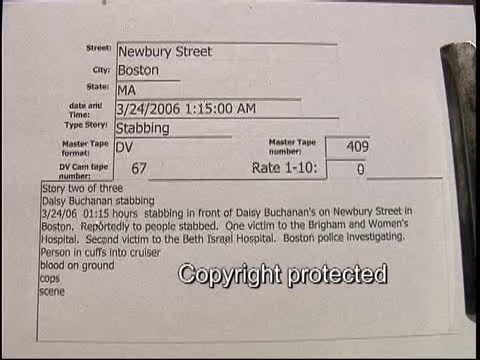 Street: Newbury Street
City: Boston
State: MA
date and Time: 3/24/2006 1:15:00 AM
Type Story: Stabbing
Master Tape format: DV Master Tape number: 409
DV Cam tape number: 67 Rate 1-10: 0
Story two of three
Daisy Buchanan stabbing
3/24/06 01:15 hours stabbing in front of Daisy Buchanan's on Newbury Street in
Boston. Reportedly to people stabbed. One victim to the Brigham and Women's
Hospital. Second victim to the Beth Israel Hospital. Boston police investigating.
Person in cuffs into cruiser
blood on ground
cops
scene
Copyright protected